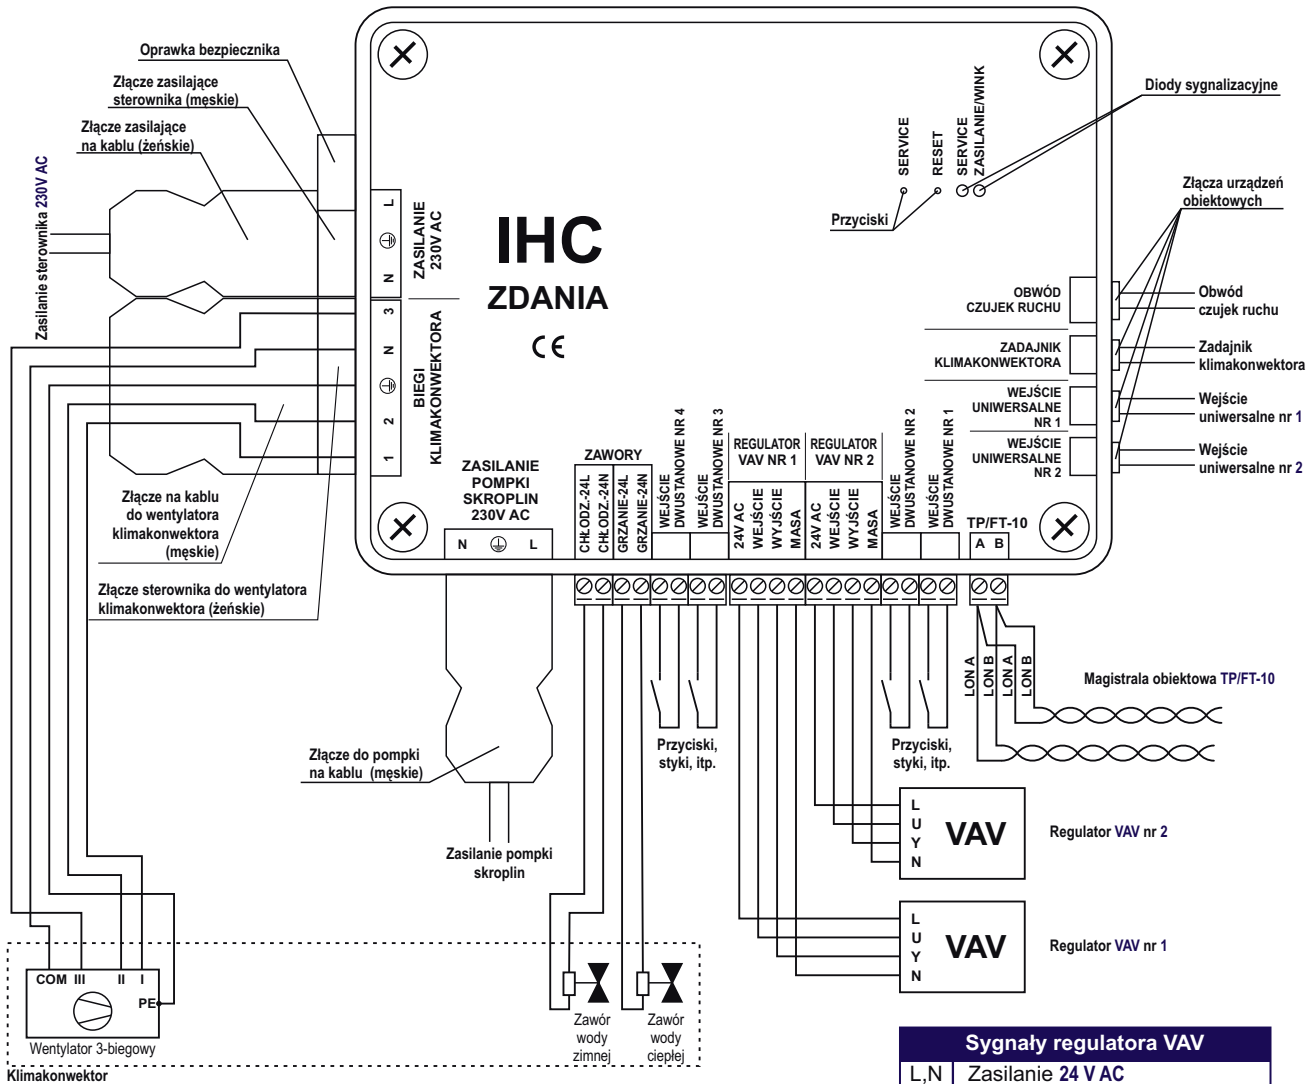 Oprawka bezpiecznika
Złącze zasilające
sterownika (męskie)
Złącze zasilające
na kablu (żeńskie)
Zasilanie sterownika 230V AC
L
N
ZASILANIE
230V AC
3
N
2
1
BIEGI
KLIMAKONWEKTORA
IHC
ZDANIA
CE
SERVICE
RESET
SERVICE
ZASILANIE/WINK
Diody sygnalizacyjne
Przyciski
Złącza urządzeń
obiektowych
OBWÓD
CZUJEK RUCHU
Obwód
czujek ruchu
ZADAJNIK
KLIMAKONWEKTORA
Zadajnik
klimakonwektora
WEJŚCIE
UNIWERSALNE
NR 1
Wejście
uniwersalne nr 1
WEJŚCIE
UNIWERSALNE
NR 2
Wejście
uniwersalne nr 2
Złącze na kablu
do wentylatora
klimakonwektora
(męskie)
Złącze sterownika do wentylatora
klimakonwektora (żeńskie)
ZASILANIE
POMPKI
SKROPLIN
230V AC
N
L
ZAWORY
CHŁODZ.-24L
CHŁODZ.-24N
GRZANIE-24L
GRZANIE-24N
WEJŚCIE
DWUSTANOWE NR 4
WEJŚCIE
DWUSTANOWE NR 3
REGULATOR
VAV NR 1
24V AC
WEJŚCIE
WYJŚCIE
MASA
REGULATOR
VAV NR 2
24V AC
WEJŚCIE
WYJŚCIE
MASA
WEJŚCIE
DWUSTANOWE NR 2
WEJŚCIE
DWUSTANOWE NR 1
TP/FT-10
A B
LON A
LON B
LON A
LON B
Magistrala obiektowa TP/FT-10
Przyciski,
styki, itp.
Przyciski,
styki, itp.
Złącze do pompki
na kablu (męskie)
Zasilanie pompki
skroplin
L
U
Y
N
VAV
Regulator VAV nr 2
L
U
Y
N
VAV
Regulator VAV nr 1
COM III II I
PE
Wentylator 3-biegowy
Klimakonwektor
Zawór
wody
zimnej
Zawór
wody
ciepłej
Sygnały regulatora VAV
L,N Zasilanie 24 V AC